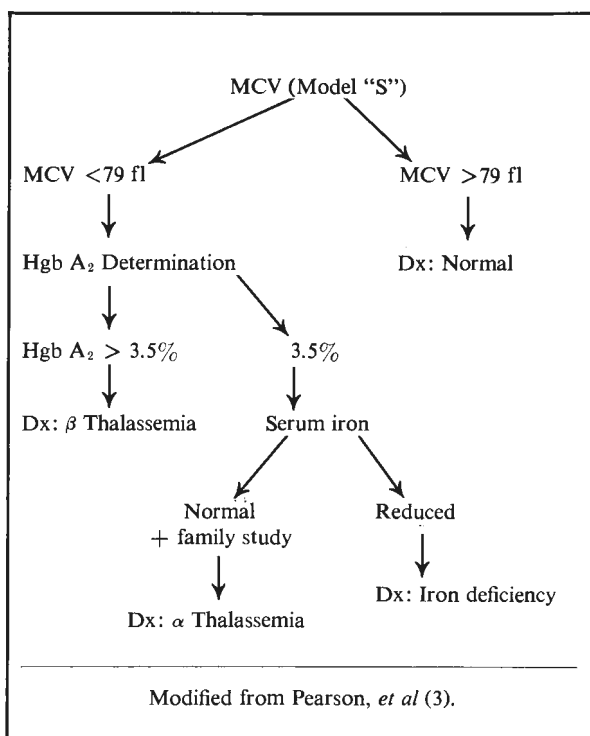 MCV (Model “S”)
MCV <79 fl
MCV >79 fl
Hgb A₂ Determination
Dx: Normal
Hgb A₂ > 3.5%
3.5%
Dx: β Thalassemia
Serum iron
Normal
+ family study
Reduced
Dx: α Thalassemia
Dx: Iron deficiency
Modified from Pearson, et al (3).